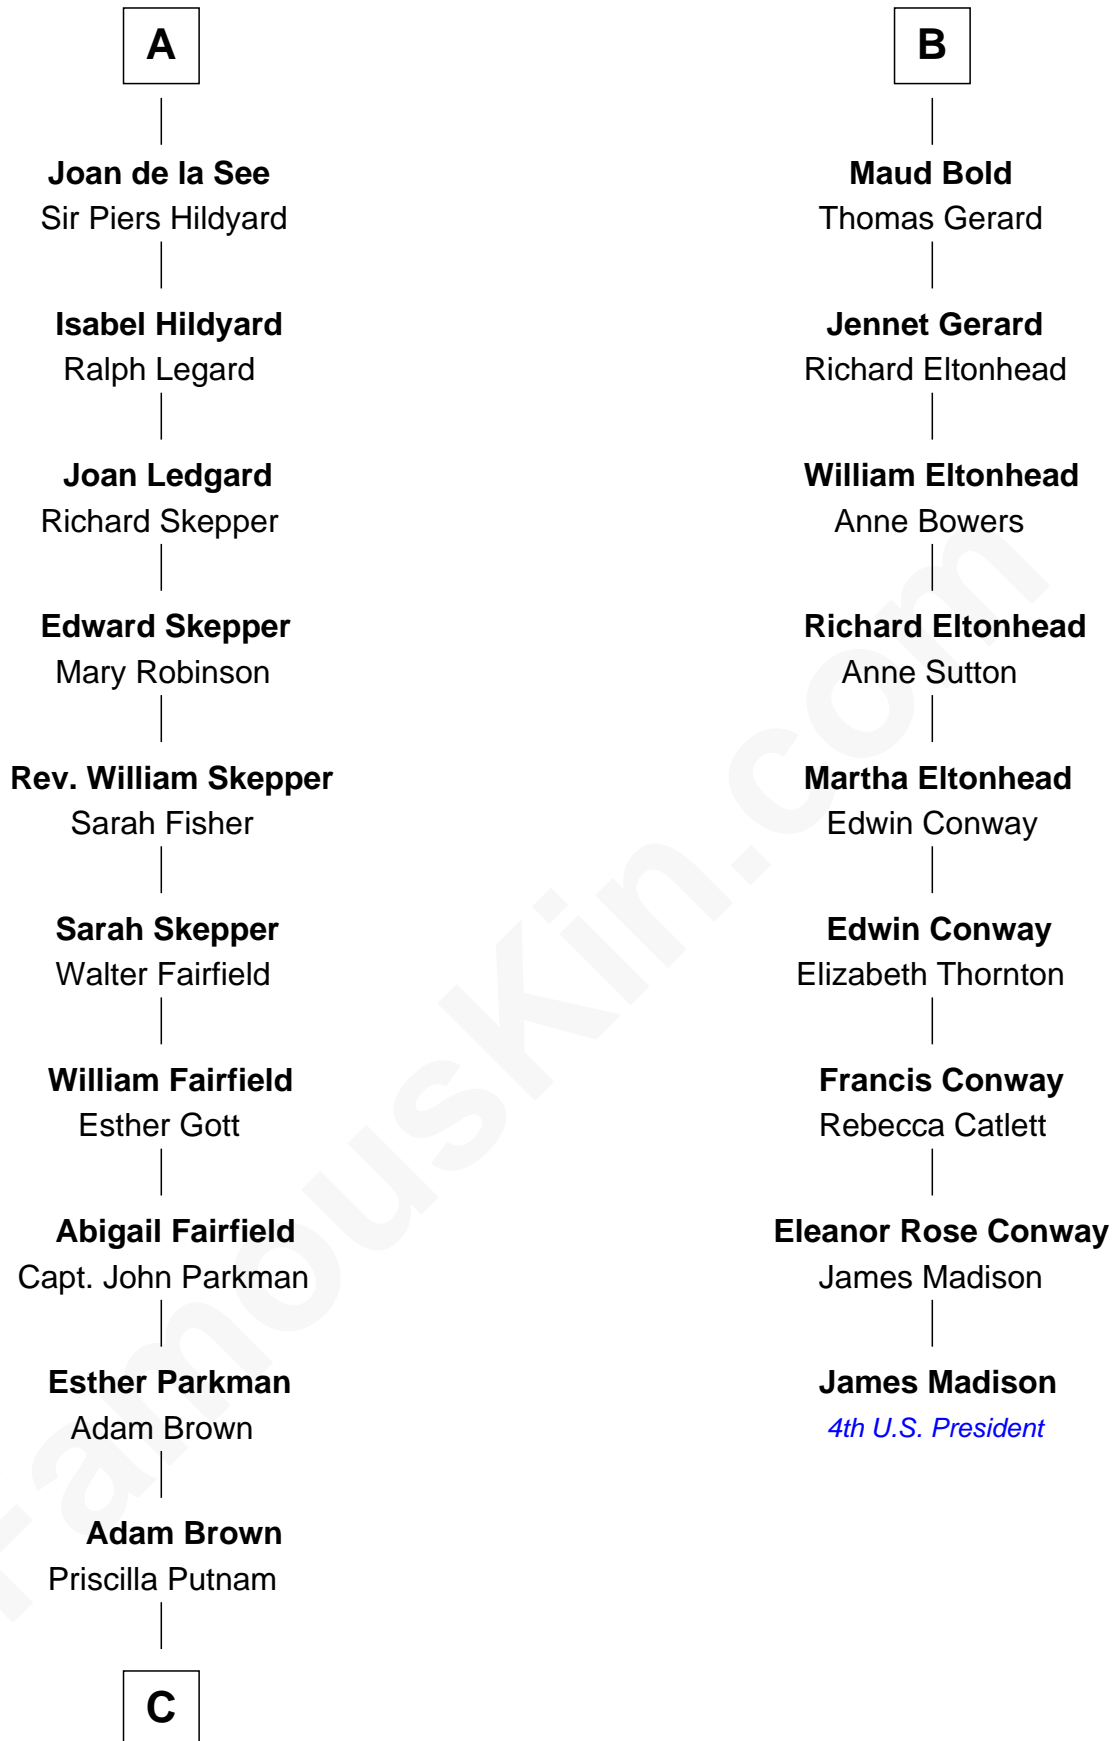 A
Joan de la See
Sir Piers Hildyard
Isabel Hildyard
Ralph Legard
Joan Ledgard
Richard Skepper
Edward Skepper
Mary Robinson
Rev. William Skepper
Sarah Fisher
Sarah Skepper
Walter Fairfield
William Fairfield
Esther Gott
Abigail Fairfield
Capt. John Parkman
Esther Parkman
Adam Brown
Adam Brown
Priscilla Putnam
C
B
Maud Bold
Thomas Gerard
Jennet Gerard
Richard Eltonhead
William Eltonhead
Anne Bowers
Richard Eltonhead
Anne Sutton
Martha Eltonhead
Edwin Conway
Edwin Conway
Elizabeth Thornton
Francis Conway
Rebecca Catlett
Eleanor Rose Conway
James Madison
James Madison
4th U.S. President
FamousKin.com